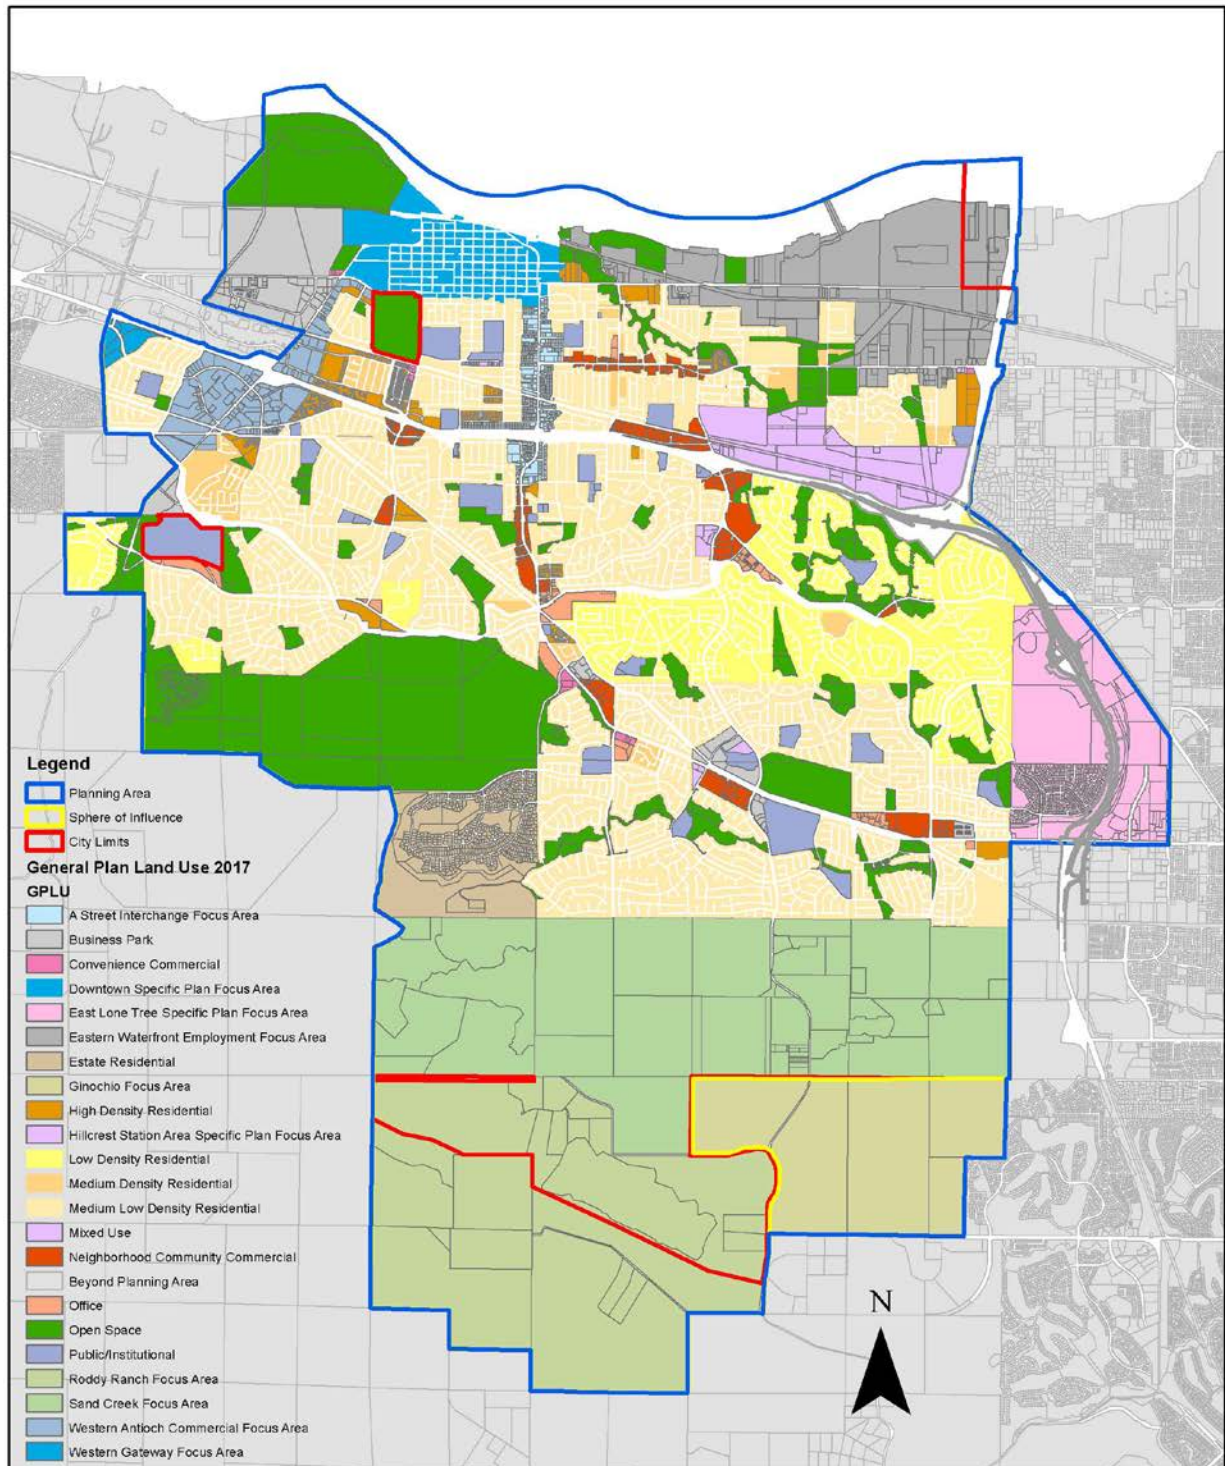 Legend
Planning Area
Sphere of Influence
City Limits
General Plan Land Use 2017
GPLU
A Street Interchange Focus Area
Business Park
Convenience Commercial
Downtown Specific Plan Focus Area
East Lone Tree Specific Plan Focus Area
Eastern Waterfront Employment Focus Area
Estate Residential
Ginochio Focus Area
High Density Residential
Hillcrest Station Area Specific Plan Focus Area
Low Density Residential
Medium Density Residential
Medium Low Density Residential
Mixed Use
Neighborhood Community Commercial
Beyond Planning Area
Office
Open Space
Public/Institutional
Roddy Ranch Focus Area
Sand Creek Focus Area
Western Antioch Commercial Focus Area
Western Gateway Focus Area
N